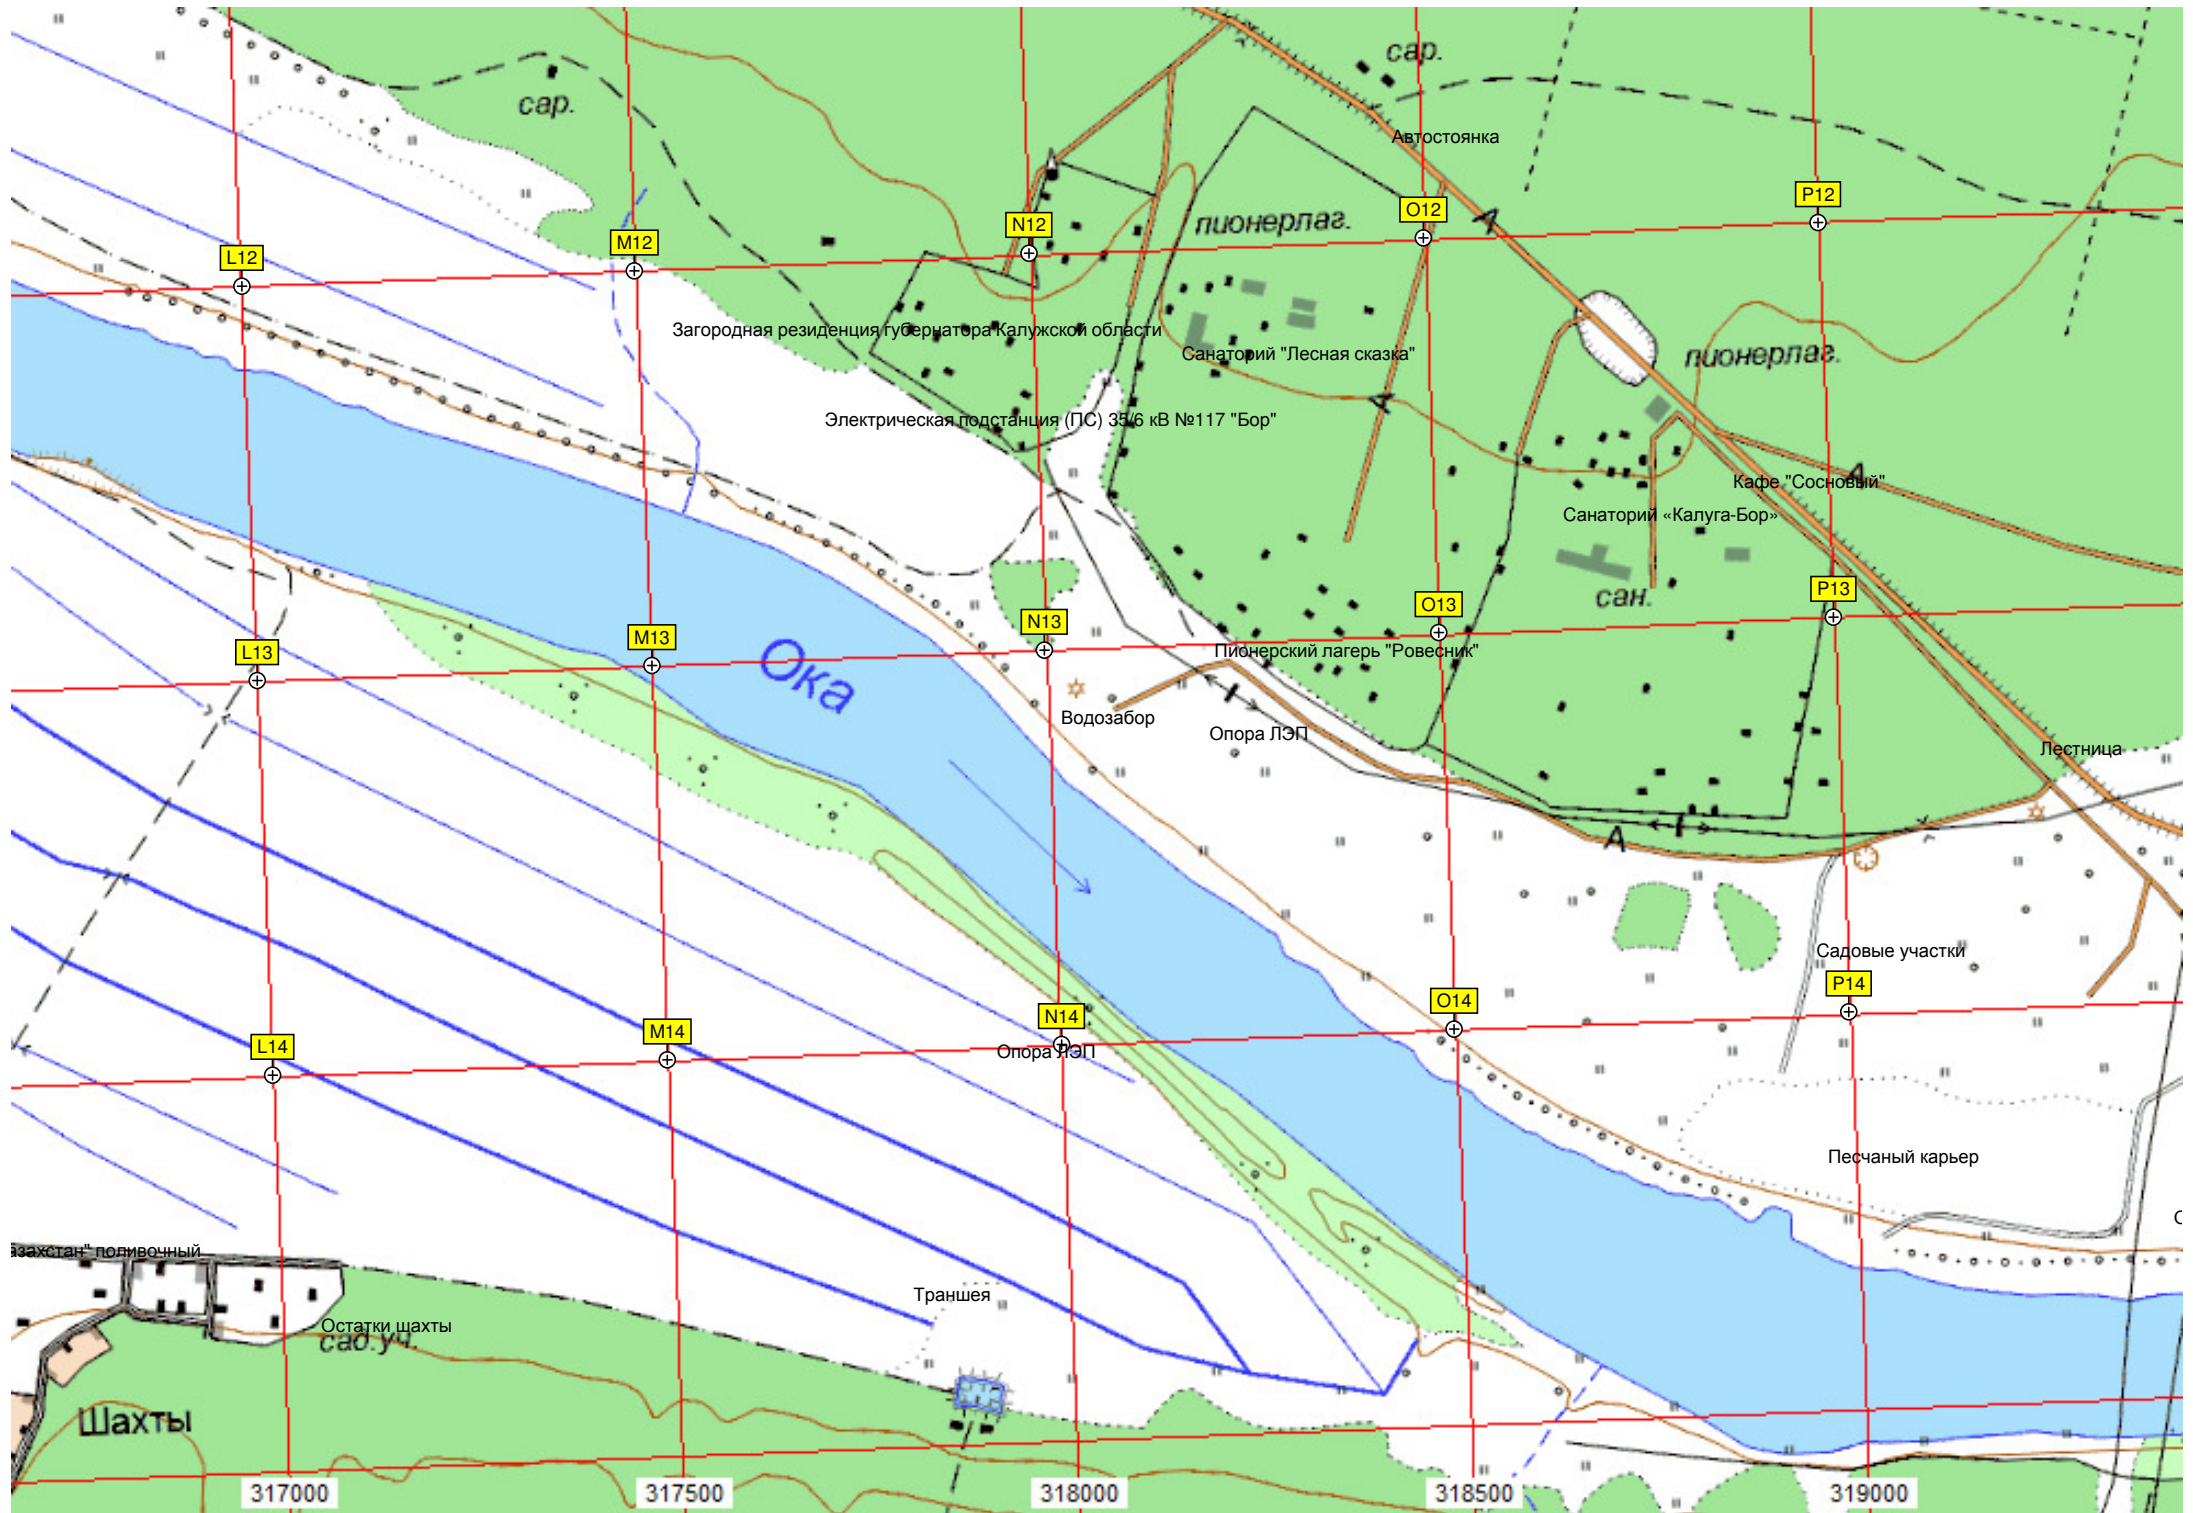 сар.
сар.
Автостоянка
P12
O12
пионерлаг.
N12
M12
L12
Загородная резиденция губернатора Калужской области
Санаторий "Лесная сказка"
пионерлаг.
Электрическая подстанция (ПС) 35/6 кВ №117 "Бор"
А
А
А
Кафе "Сосновый"
Санаторий «Калуга-Бор»
сан.
P13
O13
N13
M13
L13
Пионерский лагерь "Ровесник"
Ока
Водозабор
Опора ЛЭП
Лестница
А
Садовые участки
P14
O14
N14
M14
L14
Опора ЛЭП
Песчаный карьер
С
азахстан" поливочный
Траншея
Остатки шахты
сад.уч.
Шахты
317000
317500
318000
318500
319000